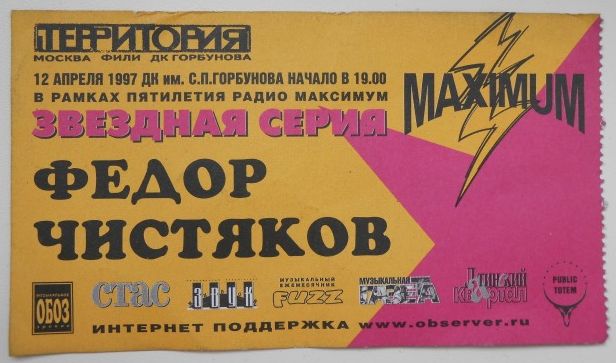 ТЕРРИТОРИЯ
МОСКВА ФИЛИ ДК ГОРБУНОВА
12 АПРЕЛЯ 1997 ДК им. С.П.ГОРБУНОВА НАЧАЛО В 19.00
В РАМКАХ ПЯТИЛЕТИЯ РАДИО МАКСИМУМ
MAXIMUM
ЗВЕЗДНАЯ СЕРИЯ
ФЕДОР
ЧИСТЯКОВ
МУЗЫКАЛЬНОЕ
ОБОЗ
СТАС
ЗВУК
МУЗЫКАЛЬНЫЙ
ЕЖЕМЕСЯЧНИК
FUZZ
МУЗЫКАЛЬНАЯ
ГАЗЕТА
Латинский
Квартал
PUBLIC
TOTEM
ИНТЕРНЕТ ПОДДЕРЖКА www.observer.ru